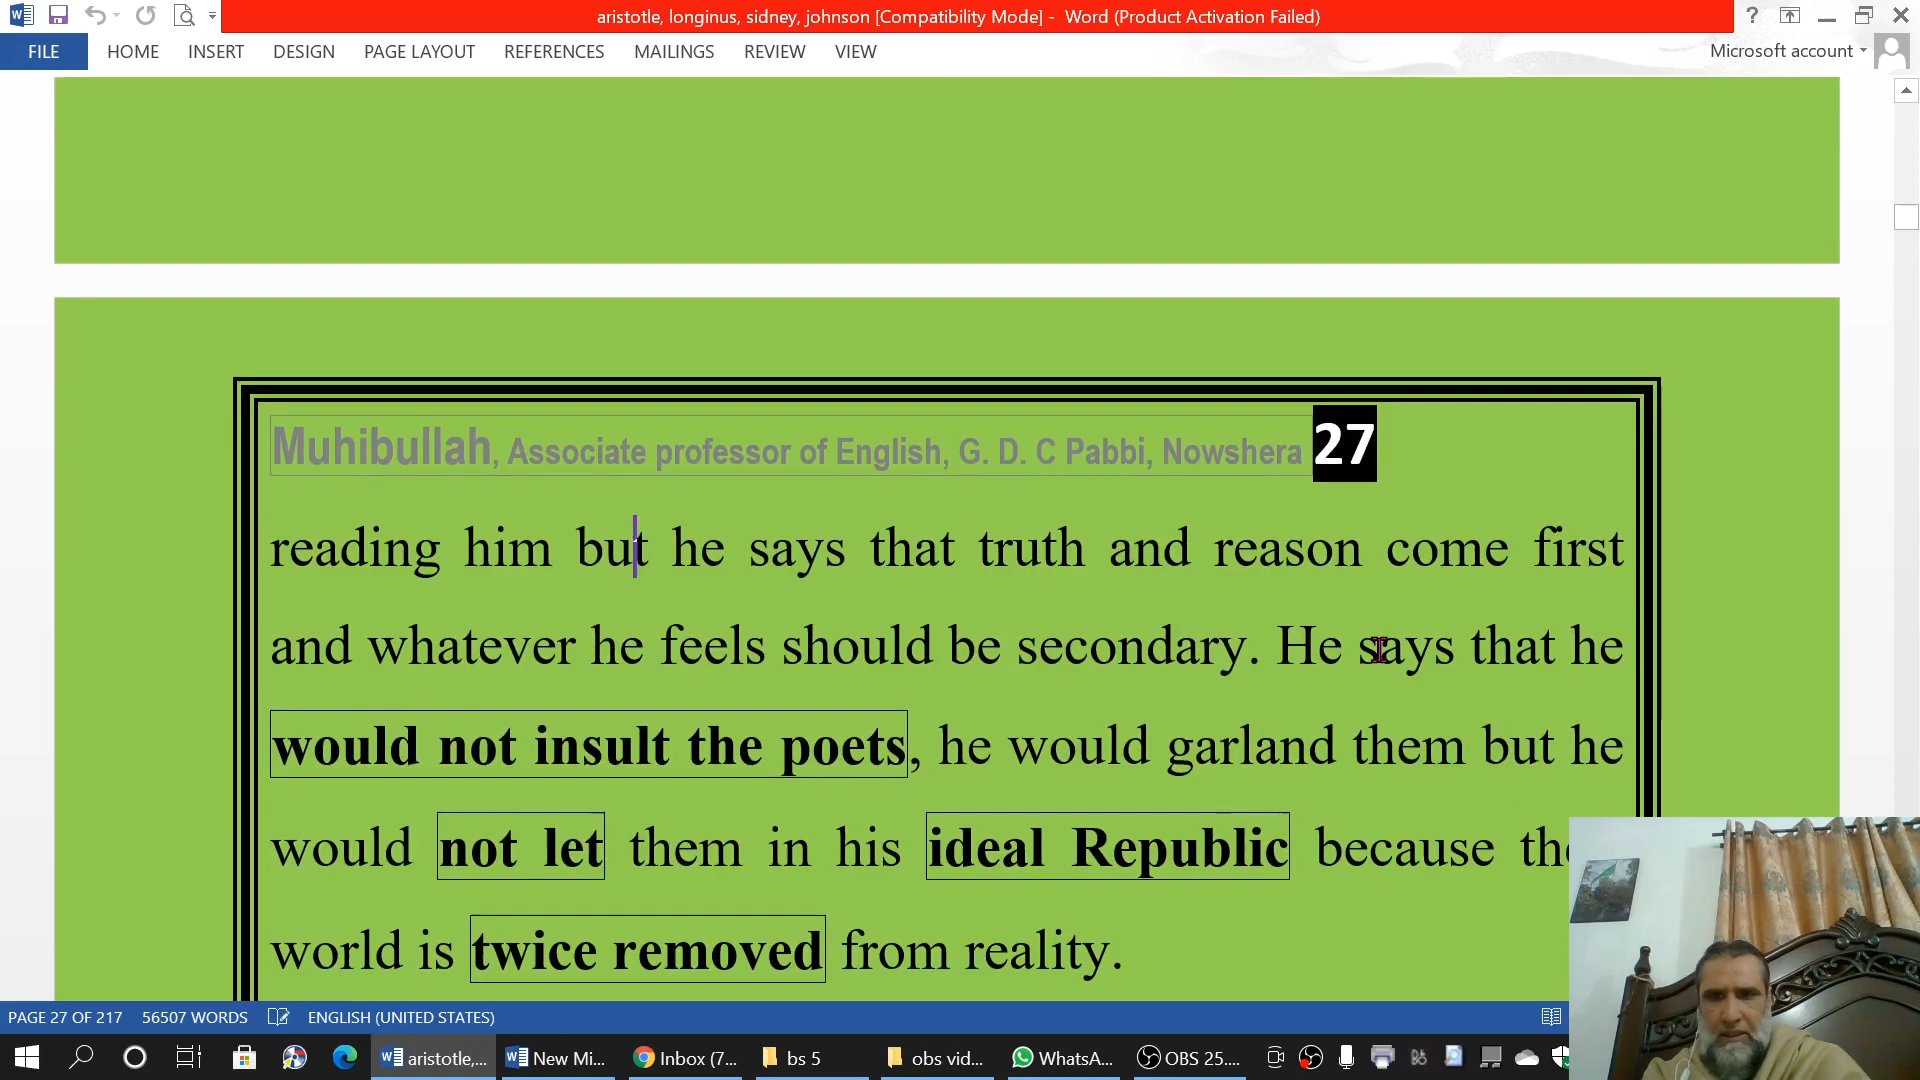 aristotle, longinus, sidney, johnson [Compatibility Mode] - Word (Product Activation Failed)
FILE HOME INSERT DESIGN PAGE LAYOUT REFERENCES MAILINGS REVIEW VIEW Microsoft account
Muhibullah, Associate professor of English, G. D. C Pabbi, Nowshera 27
reading him but he says that truth and reason come first
and whatever he feels should be secondary. He says that he
would not insult the poets, he would garland them but he
would not let them in his ideal Republic because
world is twice removed from reality.
PAGE 27 OF 217 56507 WORDS ENGLISH (UNITED STATES)
aristotle,... New Mi... Inbox (7... bs 5 obs vid... WhatsA... OBS 25....